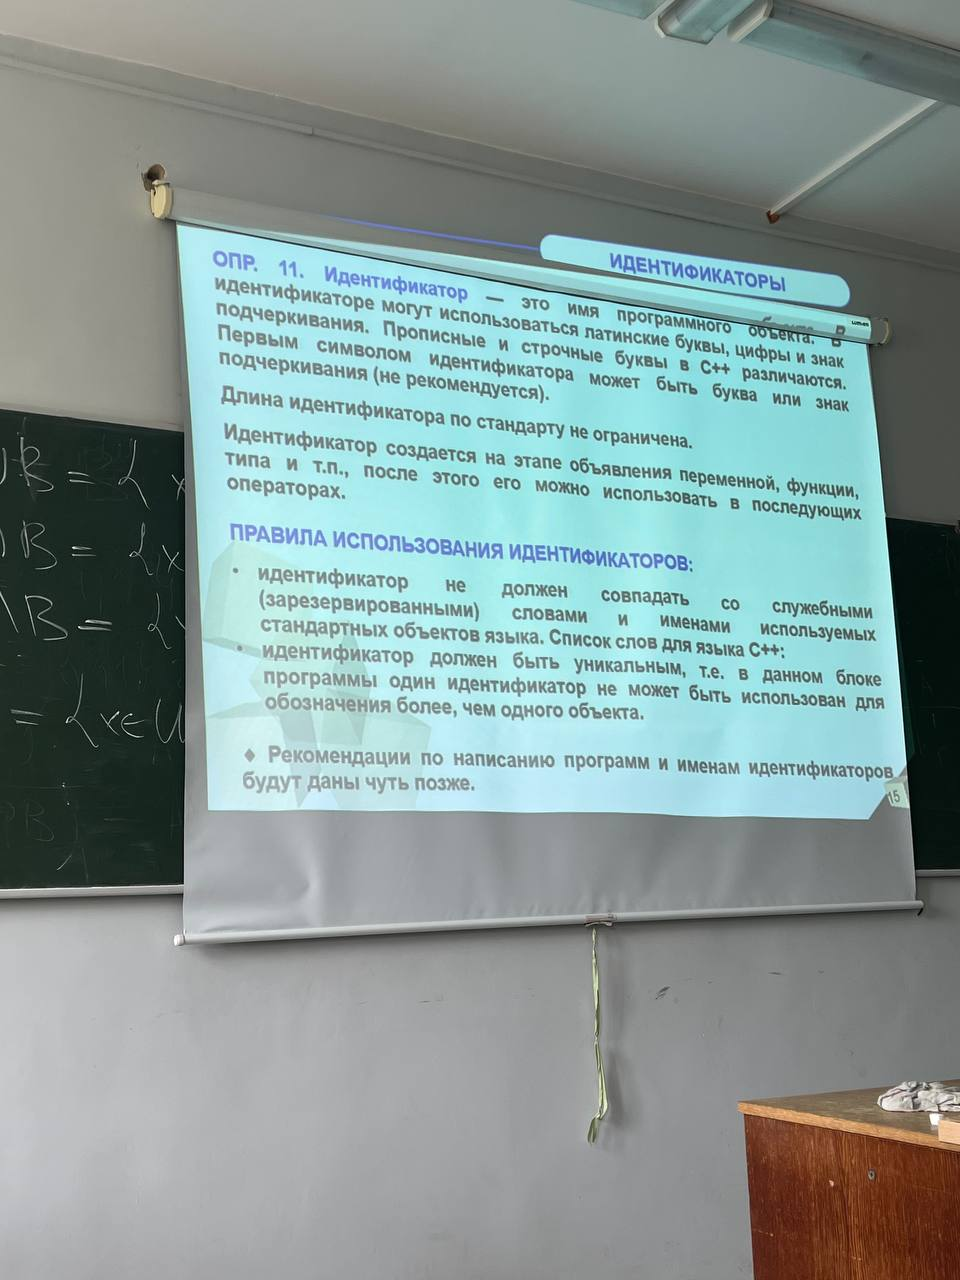 ИДЕНТИФИКАТОРЫ
ОПР. 11. Идентификатор — это имя программного объекта. В
идентификаторе могут использоваться латинские буквы, цифры и знак
подчеркивания. Прописные и строчные буквы в С++ различаются.
Первым символом идентификатора может быть буква или знак
подчеркивания (не рекомендуется).
Длина идентификатора по стандарту не ограничена.
Идентификатор создается на этапе объявления переменной, функции,
типа и т.п., после этого его можно использовать в последующих
операторах.
ПРАВИЛА ИСПОЛЬЗОВАНИЯ ИДЕНТИФИКАТОРОВ:
• идентификатор не должен совпадать со служебными
(зарезервированными) словами и именами используемых
стандартных объектов языка. Список слов для языка С++;
• идентификатор должен быть уникальным, т.е. в данном блоке
программы один идентификатор не может быть использован для
обозначения более, чем одного объекта.
♦ Рекомендации по написанию программ и именам идентификаторов
будут даны чуть позже.
15
B = {x
B = {x
\B = {x
= {x∈U